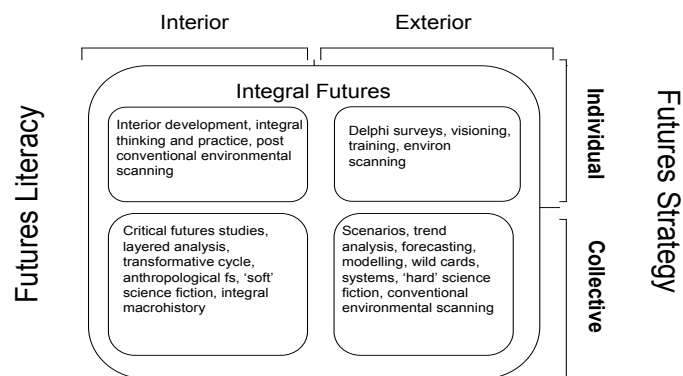 Interior
Exterior
Integral Futures
Interior development, integral
thinking and practice, post
conventional environmental
scanning
Delphi surveys, visioning,
training, environ
scanning
Critical futures studies,
layered analysis,
transformative cycle,
anthropological fs, ‘soft’
science fiction, integral
macrohistory
Scenarios, trend
analysis, forecasting,
modelling, wild cards,
systems, ‘hard’ science
fiction, conventional
environmental scanning
Futures Literacy
Individual
Collective
Futures Strategy